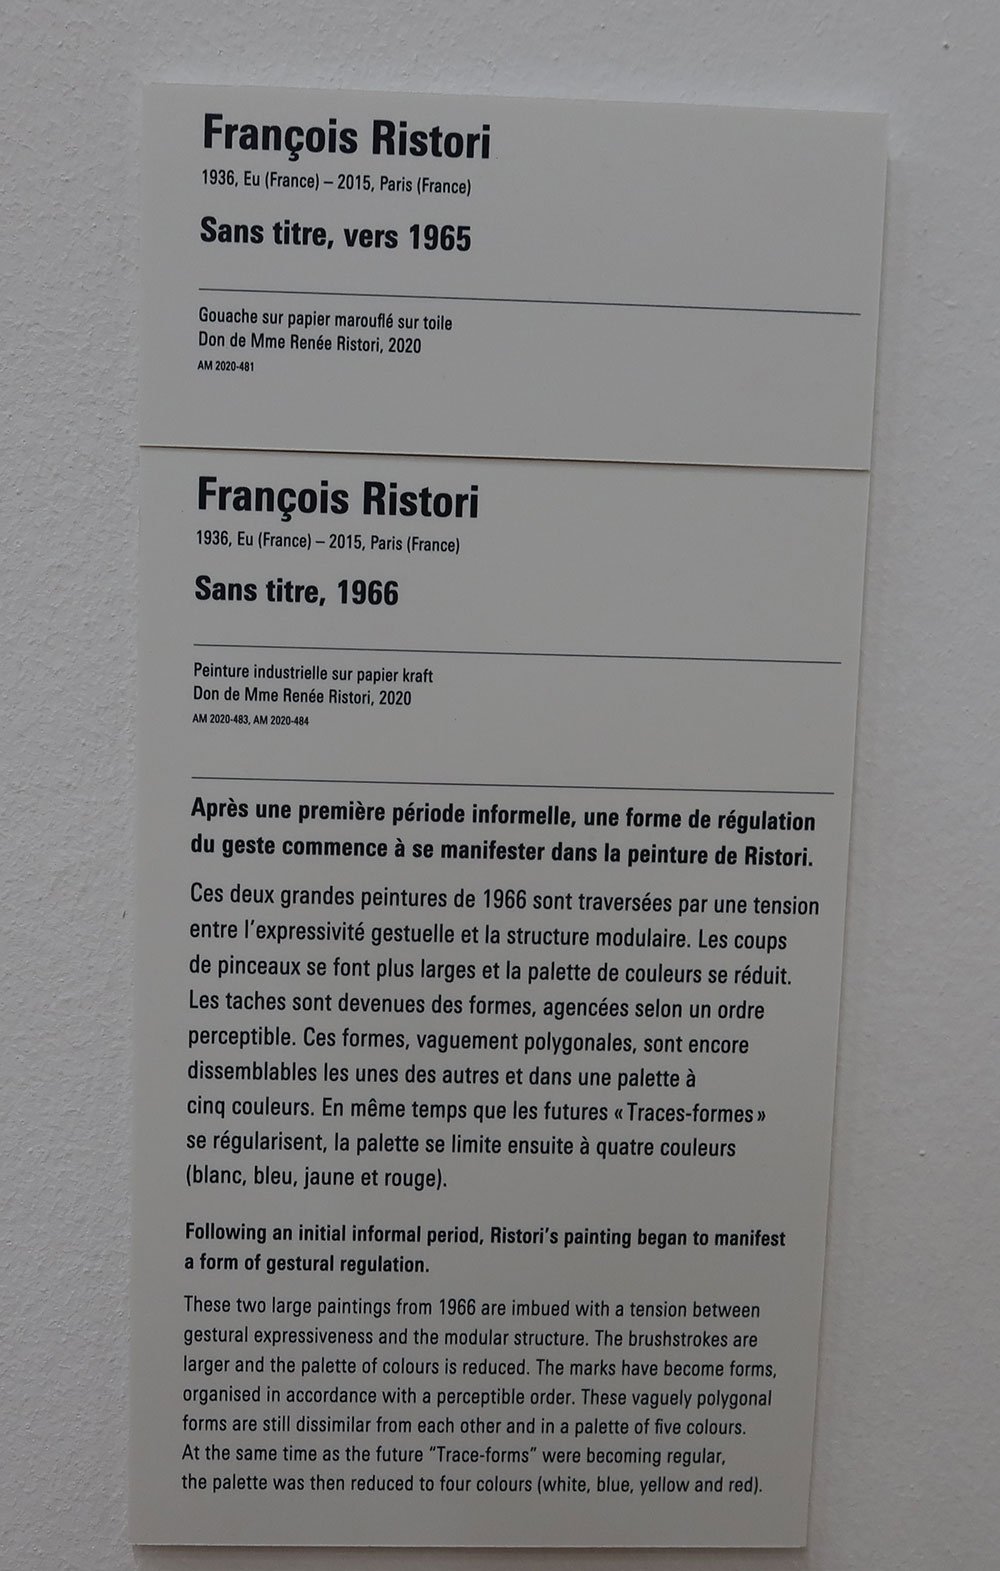 François Ristori
1936, Eu (France) – 2015, Paris (France)
Sans titre, vers 1965
Gouache sur papier marouflé sur toile
Don de Mme Renée Ristori, 2020
AM 2020-481
François Ristori
1936, Eu (France) – 2015, Paris (France)
Sans titre, 1966
Peinture industrielle sur papier kraft
Don de Mme Renée Ristori, 2020
AM 2020-483, AM 2020-484
Après une première période informelle, une forme de régulation
du geste commence à se manifester dans la peinture de Ristori.
Ces deux grandes peintures de 1966 sont traversées par une tension
entre l'expressivité gestuelle et la structure modulaire. Les coups
de pinceaux se font plus larges et la palette de couleurs se réduit.
Les taches sont devenues des formes, agencées selon un ordre
perceptible. Ces formes, vaguement polygonales, sont encore
dissemblables les unes des autres et dans une palette à
cinq couleurs. En même temps que les futures « Traces-formes »
se régularisent, la palette se limite ensuite à quatre couleurs
(blanc, bleu, jaune et rouge).
Following an initial informal period, Ristori's painting began to manifest
a form of gestural regulation.
These two large paintings from 1966 are imbued with a tension between
gestural expressiveness and the modular structure. The brushstrokes are
larger and the palette of colours is reduced. The marks have become forms,
organised in accordance with a perceptible order. These vaguely polygonal
forms are still dissimilar from each other and in a palette of five colours.
At the same time as the future “Trace-forms” were becoming regular,
the palette was then reduced to four colours (white, blue, yellow and red).